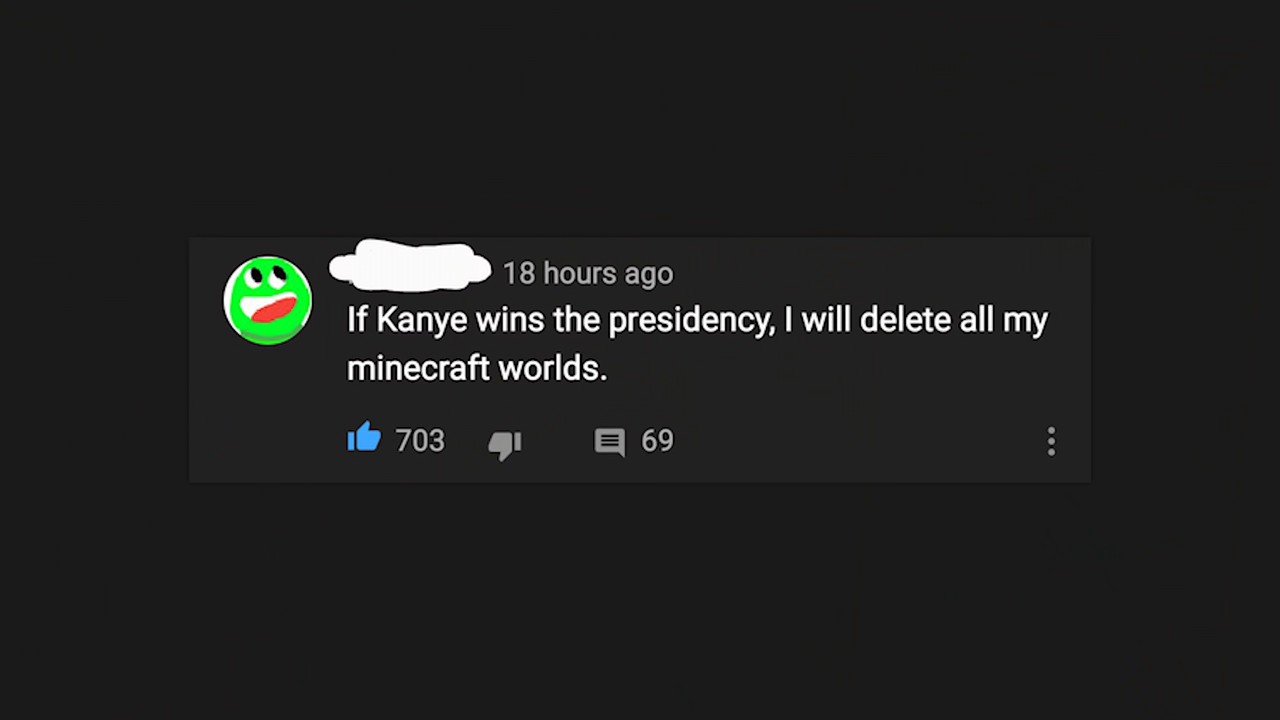 18 hours ago
If Kanye wins the presidency, I will delete all my
minecraft worlds.
703 69